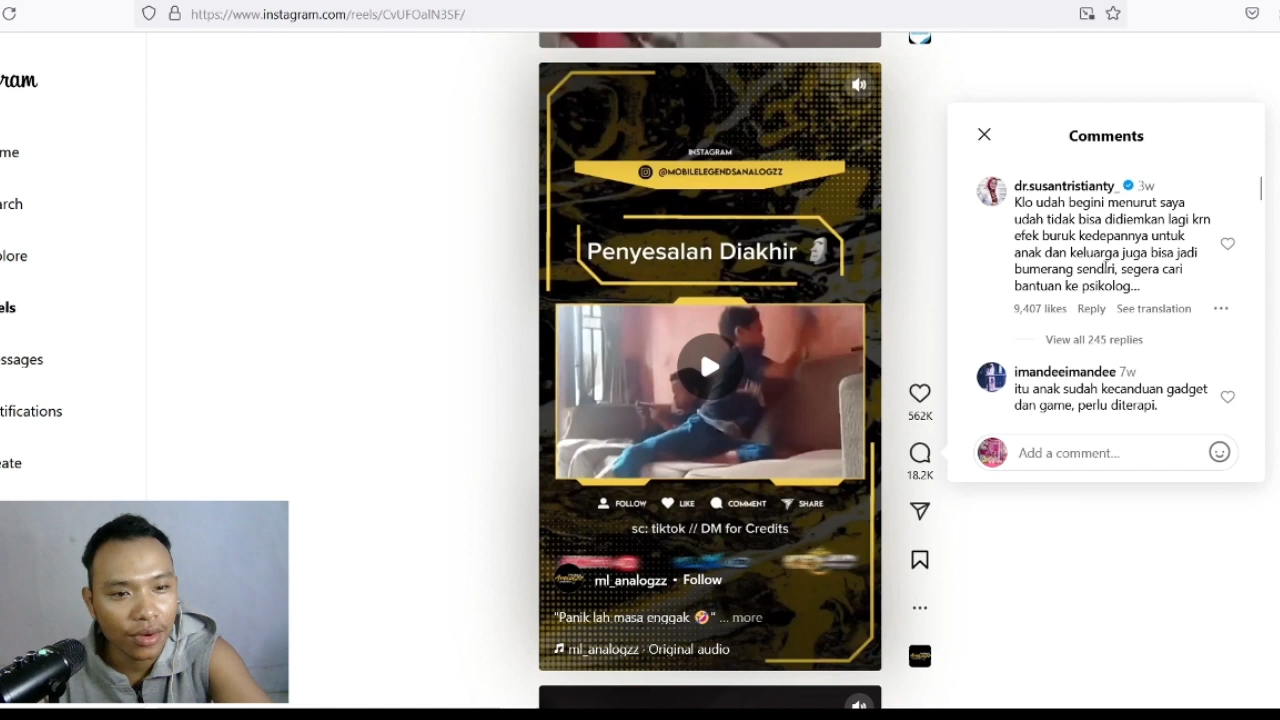 https://www.instagram.com/reels/CvUFOalN3SF/
ram
me
arch
plore
els
ssages
tifications
eate
INSTAGRAM
@MOBILELEGENDSANALOGZZ
Penyesalan Diakhir
FOLLOW LIKE COMMENT SHARE
sc: tiktok // DM for Credits
ml_analogzz • Follow
"Panik lah masa enggak 🤣" ... more
ml_analogzz · Original audio
562K
18.2K
Comments
dr.susantristianty_ 3w
Klo udah begini menurut saya
udah tidak bisa didiemkan lagi krn
efek buruk kedepannya untuk
anak dan keluarga juga bisa jadi
bumerang sendiri, segera cari
bantuan ke psikolog...
9,407 likes Reply See translation
View all 245 replies
imandeeimandee 7w
itu anak sudah kecanduan gadget
dan game, perlu diterapi.
Add a comment...